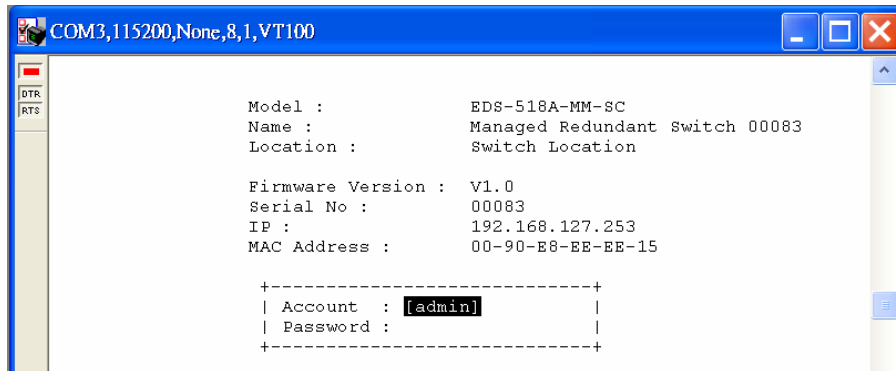 COM3,115200,None,8,1,VT100
DTR
RTS
Model : EDS-518A-MM-SC
Name : Managed Redundant Switch 00083
Location : Switch Location
Firmware Version : V1.0
Serial No : 00083
IP : 192.168.127.253
MAC Address : 00-90-E8-EE-EE-15
+-----------------------------+
| Account : [admin] |
| Password : |
+-----------------------------+